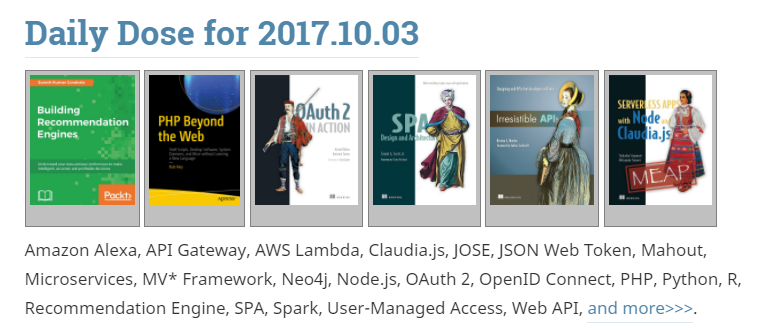 Daily Dose for 2017.10.03
Building
Recommendation
Engines
Packt
PHP Beyond
the Web
Apress
OAuth 2
IN ACTION
SPA
Design and Architecture
Irresistible APIs
SERVERLESS APPS
with Node and
Claudia.js
MEAP
Amazon Alexa, API Gateway, AWS Lambda, Claudia.js, JOSE, JSON Web Token, Mahout,
Microservices, MV* Framework, Neo4j, Node.js, OAuth 2, OpenID Connect, PHP, Python, R,
Recommendation Engine, SPA, Spark, User-Managed Access, Web API, and more>>>.